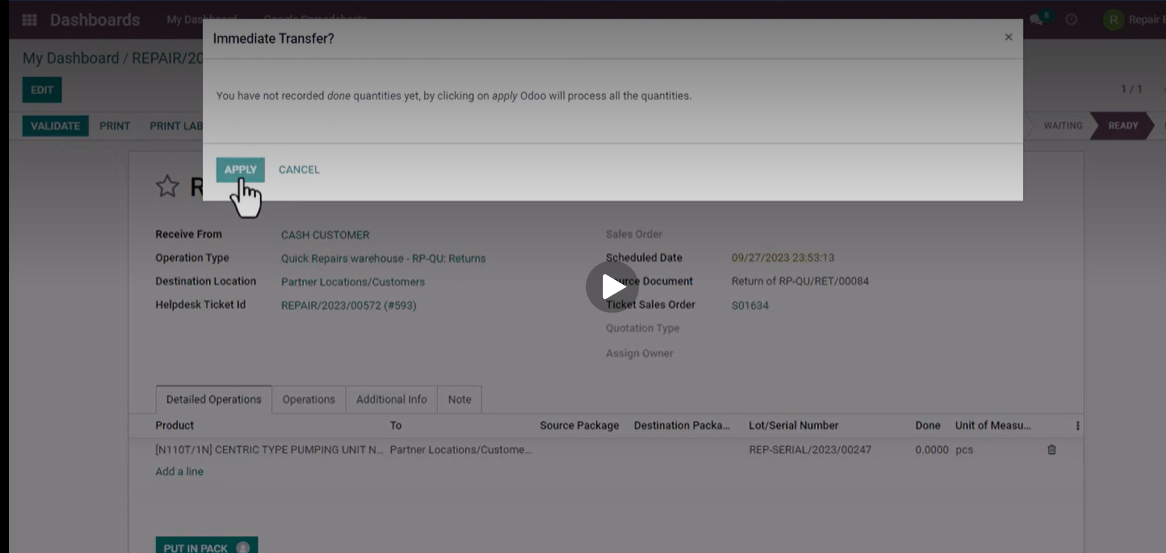 Dashboards My Dashboard Google Spreadsheets 8 R Repair
Immediate Transfer? ×
My Dashboard / REPAIR/20
EDIT
You have not recorded done quantities yet, by clicking on apply Odoo will process all the quantities.
1 / 1
VALIDATE PRINT PRINT LAB WAITING READY
APPLY CANCEL
R
Receive From CASH CUSTOMER Sales Order
Operation Type Quick Repairs warehouse - RP-QU: Returns Scheduled Date 09/27/2023 23:53:13
Destination Location Partner Locations/Customers Source Document Return of RP-QU/RET/00084
Helpdesk Ticket Id REPAIR/2023/00572 (#593) Ticket Sales Order S01634
Quotation Type
Assign Owner
Detailed Operations Operations Additional Info Note
Product To Source Package Destination Packa... Lot/Serial Number Done Unit of Measu...
[N110T/1N] CENTRIC TYPE PUMPING UNIT N... Partner Locations/Custome... REP-SERIAL/2023/00247 0.0000 pcs
Add a line
PUT IN PACK